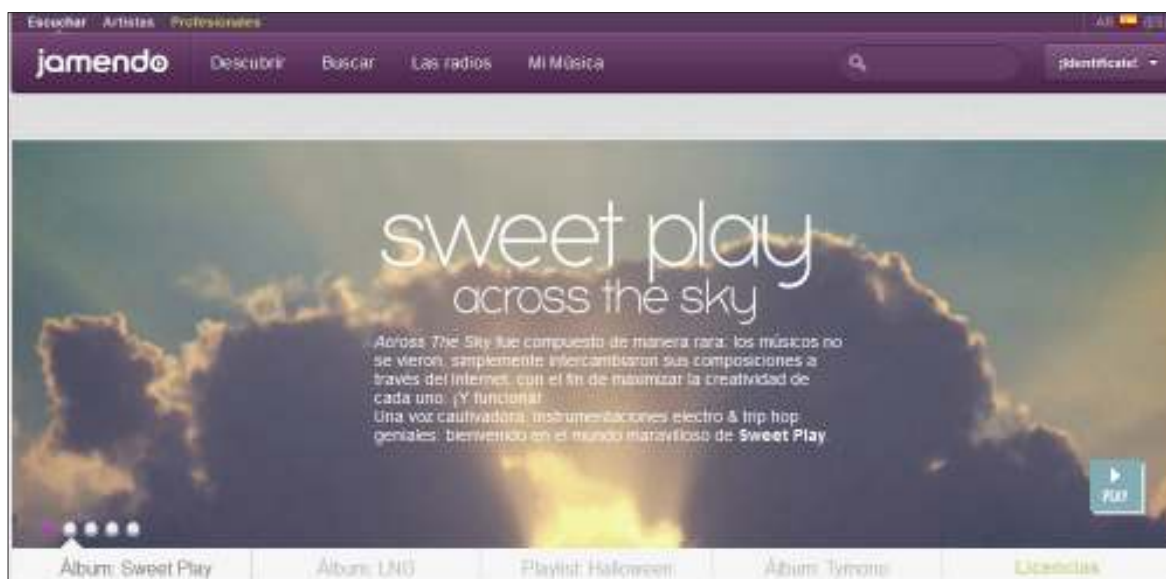 Escuchar Artistas Profesionales
jamendo Descubrir Buscar Las radios Mi Música ¡Identifícate!
sweet play
across the sky
Across The Sky fue compuesto de manera rara: los músicos no
se vieron, simplemente intercambiaron sus composiciones a
través del Internet, con el fin de maximizar la creatividad de
cada uno: ¡Y funciona!
Una voz cautivadora, instrumentaciones electro & trip hop
geniales: bienvenido en el mundo maravilloso de Sweet Play
PLAY
Álbum: Sweet Play Álbum: LNG Playlist: Halloween Álbum: Tymono Licencias